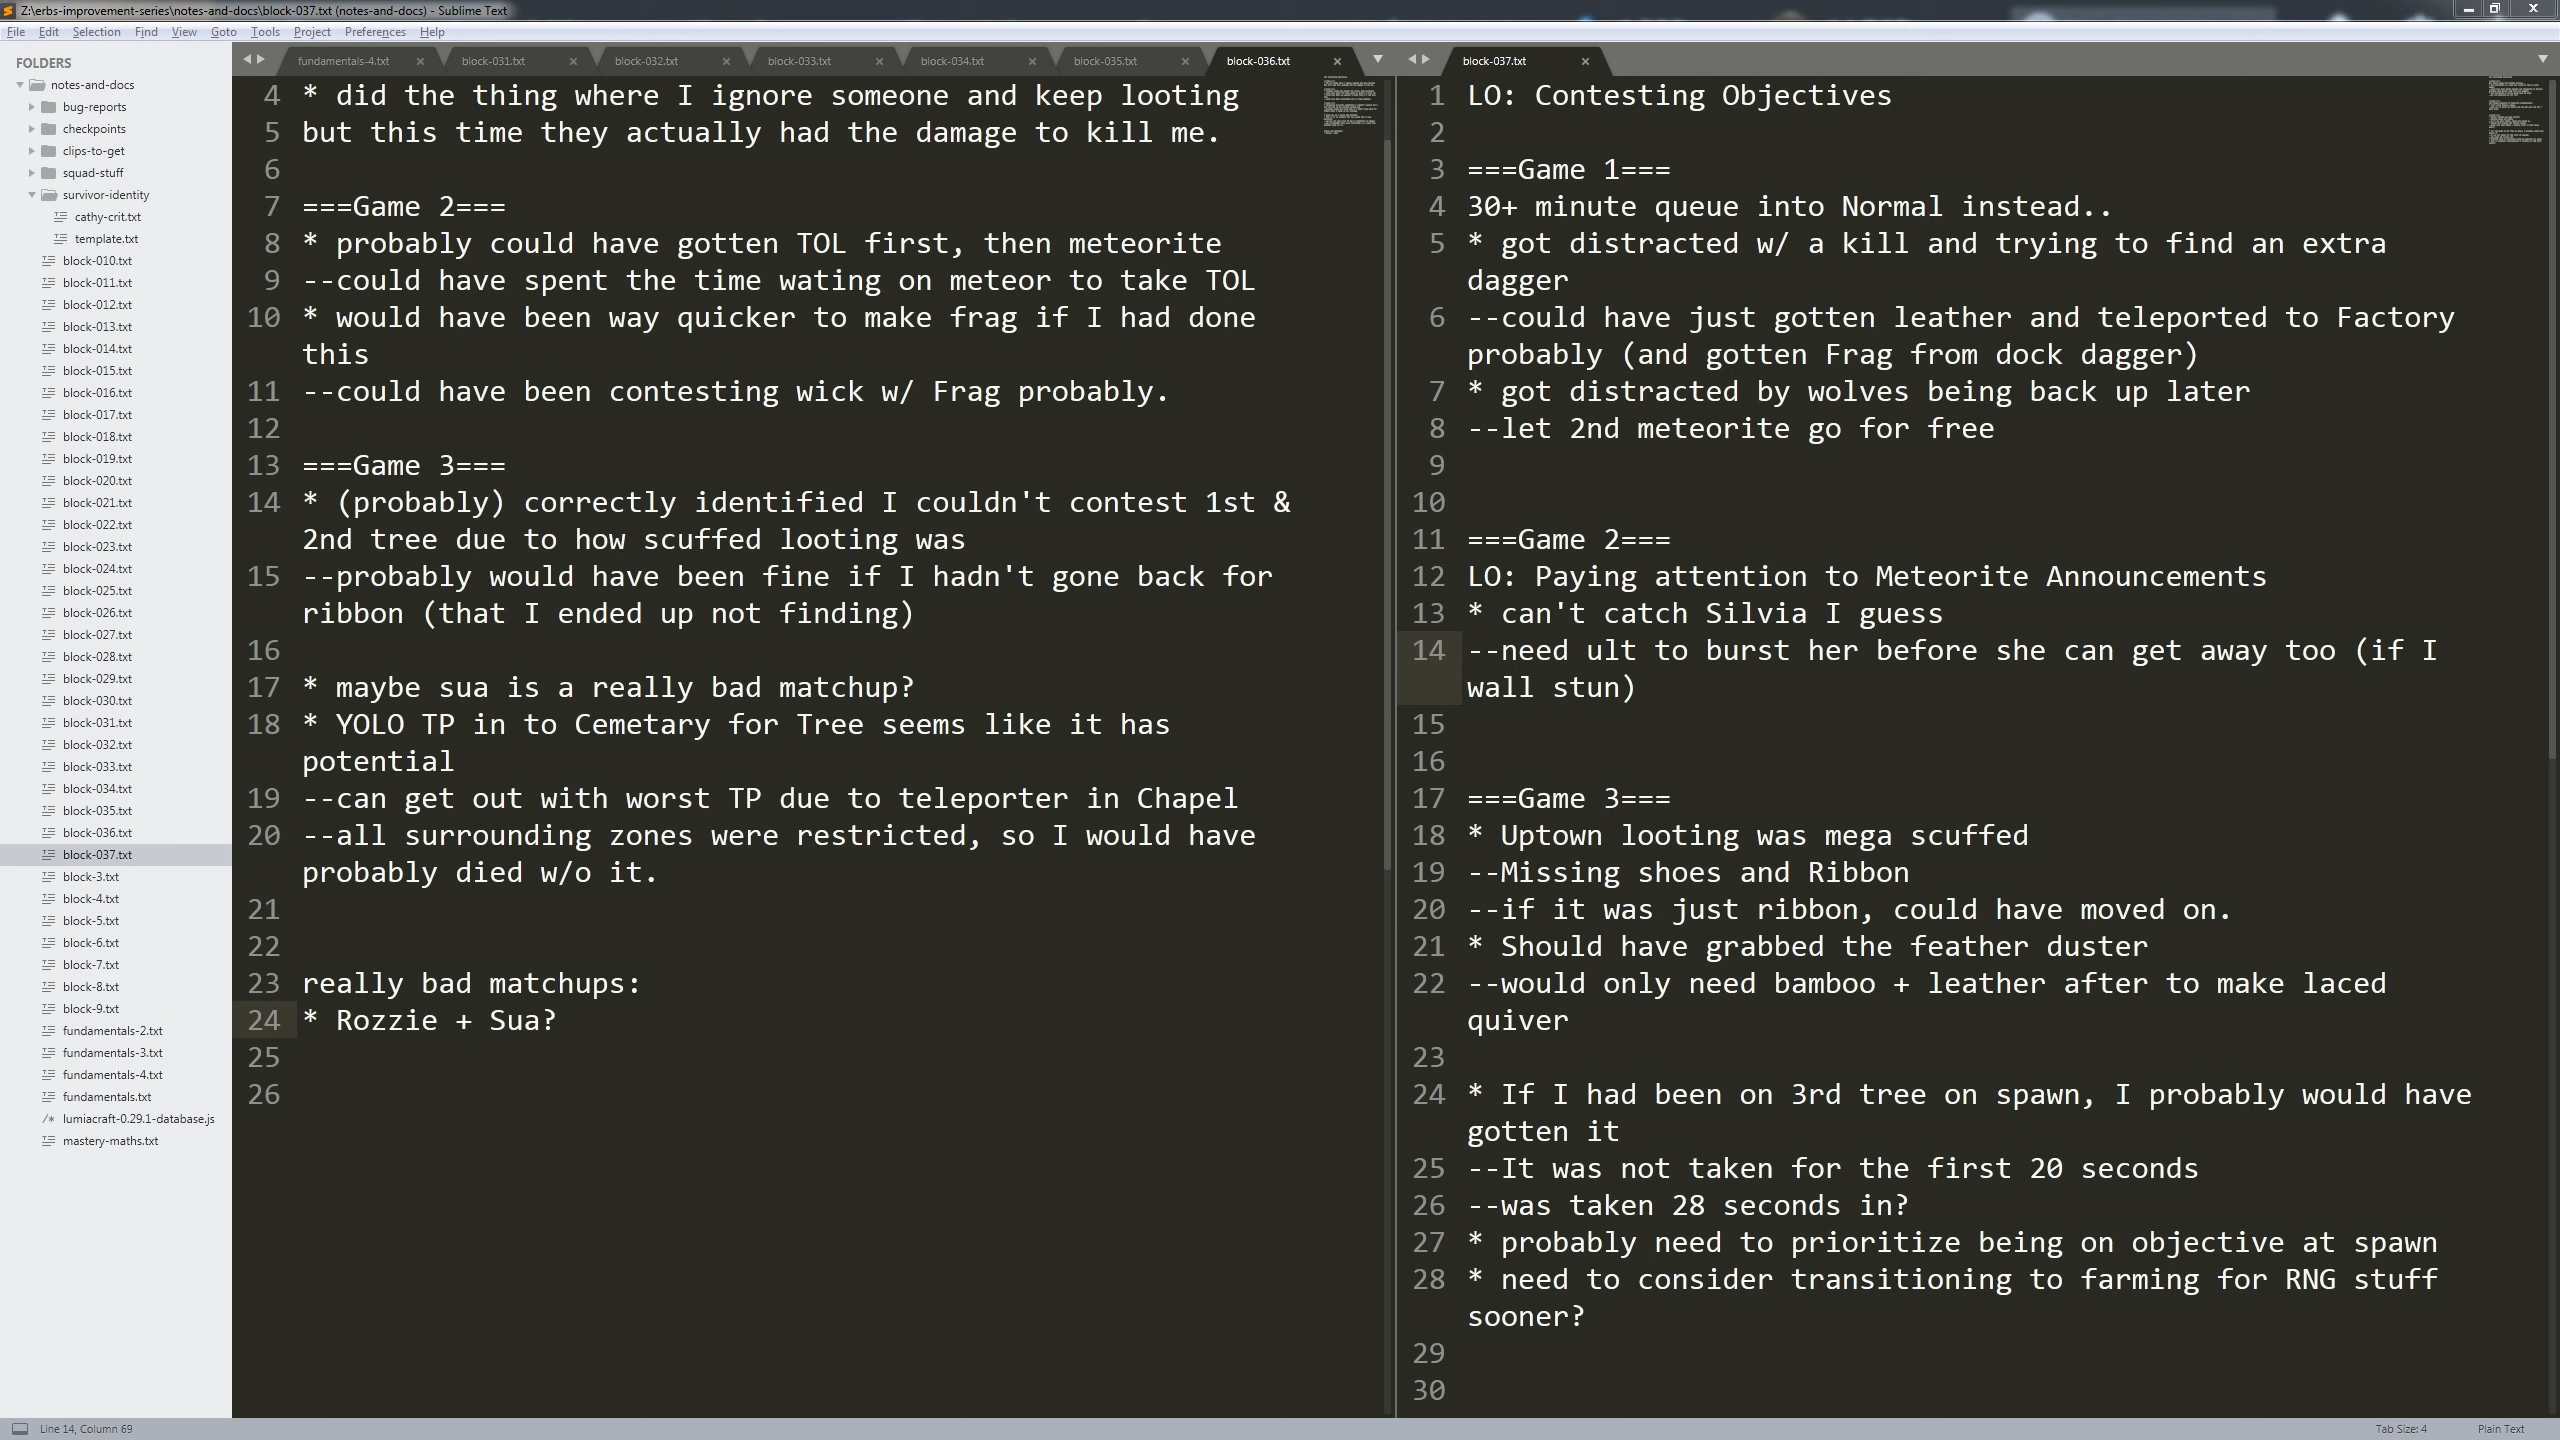 Z:\erbs-improvement-series\notes-and-docs\block-037.txt (notes-and-docs) - Sublime Text
File Edit Selection Find View Goto Tools Project Preferences Help
FOLDERS
notes-and-docs
bug-reports
checkpoints
clips-to-get
squad-stuff
survivor-identity
cathy-crit.txt
template.txt
block-010.txt
block-011.txt
block-012.txt
block-013.txt
block-014.txt
block-015.txt
block-016.txt
block-017.txt
block-018.txt
block-019.txt
block-020.txt
block-021.txt
block-022.txt
block-023.txt
block-024.txt
block-025.txt
block-026.txt
block-027.txt
block-028.txt
block-029.txt
block-030.txt
block-031.txt
block-032.txt
block-033.txt
block-034.txt
block-035.txt
block-036.txt
block-037.txt
block-3.txt
block-4.txt
block-5.txt
block-6.txt
block-7.txt
block-8.txt
block-9.txt
fundamentals-2.txt
fundamentals-3.txt
fundamentals-4.txt
fundamentals.txt
/* lumiacraft-0.29.1-database.js
mastery-maths.txt
fundamentals-4.txt block-031.txt block-032.txt block-033.txt block-034.txt block-035.txt block-036.txt
4 * did the thing where I ignore someone and keep looting
5 but this time they actually had the damage to kill me.
6
7 ===Game 2===
8 * probably could have gotten TOL first, then meteorite
9 --could have spent the time wating on meteor to take TOL
10 * would have been way quicker to make frag if I had done
this
11 --could have been contesting wick w/ Frag probably.
12
13 ===Game 3===
14 * (probably) correctly identified I couldn't contest 1st &
2nd tree due to how scuffed looting was
15 --probably would have been fine if I hadn't gone back for
ribbon (that I ended up not finding)
16
17 * maybe sua is a really bad matchup?
18 * YOLO TP in to Cemetary for Tree seems like it has
potential
19 --can get out with worst TP due to teleporter in Chapel
20 --all surrounding zones were restricted, so I would have
probably died w/o it.
21
22
23 really bad matchups:
24 * Rozzie + Sua?
25
26
block-037.txt
1 LO: Contesting Objectives
2
3 ===Game 1===
4 30+ minute queue into Normal instead..
5 * got distracted w/ a kill and trying to find an extra
dagger
6 --could have just gotten leather and teleported to Factory
probably (and gotten Frag from dock dagger)
7 * got distracted by wolves being back up later
8 --let 2nd meteorite go for free
9
10
11 ===Game 2===
12 LO: Paying attention to Meteorite Announcements
13 * can't catch Silvia I guess
14 --need ult to burst her before she can get away too (if I
wall stun)
15
16
17 ===Game 3===
18 * Uptown looting was mega scuffed
19 --Missing shoes and Ribbon
20 --if it was just ribbon, could have moved on.
21 * Should have grabbed the feather duster
22 --would only need bamboo + leather after to make laced
quiver
23
24 * If I had been on 3rd tree on spawn, I probably would have
gotten it
25 --It was not taken for the first 20 seconds
26 --was taken 28 seconds in?
27 * probably need to prioritize being on objective at spawn
28 * need to consider transitioning to farming for RNG stuff
sooner?
29
30
Line 14, Column 69
Tab Size: 4 Plain Text